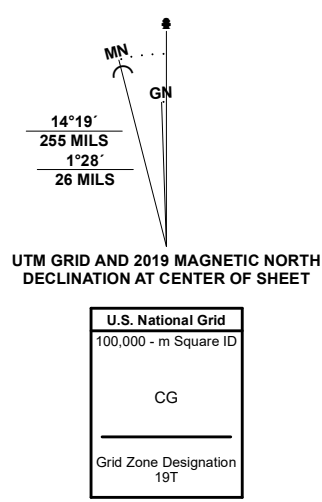 MN
GN
14°19´
255 MILS
1°28´
26 MILS
UTM GRID AND 2019 MAGNETIC NORTH
DECLINATION AT CENTER OF SHEET
U.S. National Grid
100,000 - m Square ID
CG
Grid Zone Designation
19T